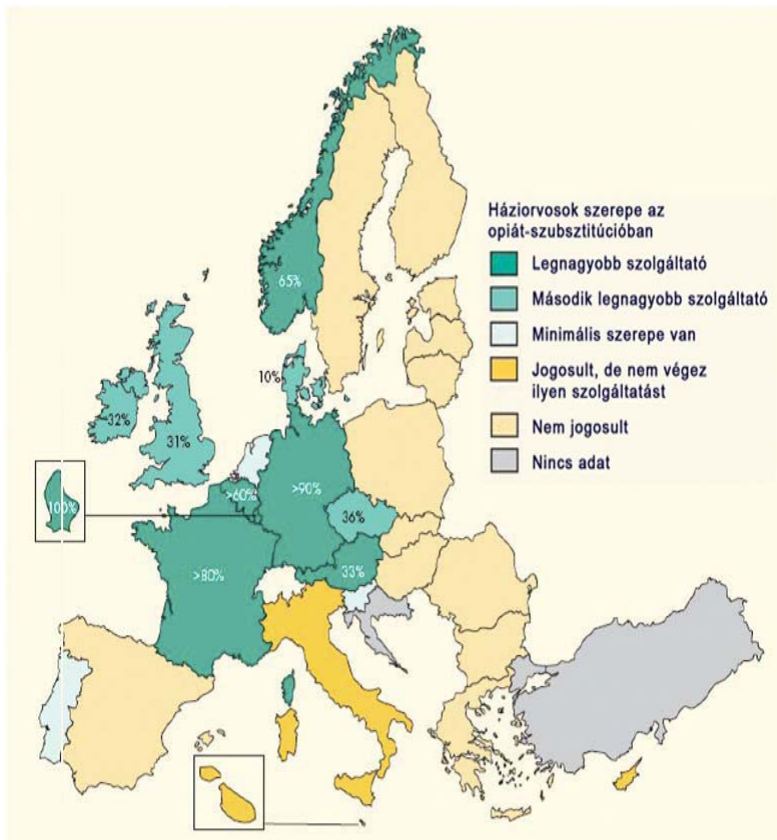 Háziorvosok szerepe az
opiát-szubsztitúcióban
Legnagyobb szolgáltató
Második legnagyobb szolgáltató
Minimális szerepe van
Jogosult, de nem végez
ilyen szolgáltatást
Nem jogosult
Nincs adat
65%
10%
32%
31%
>60%
>90%
100%
36%
33%
>80%